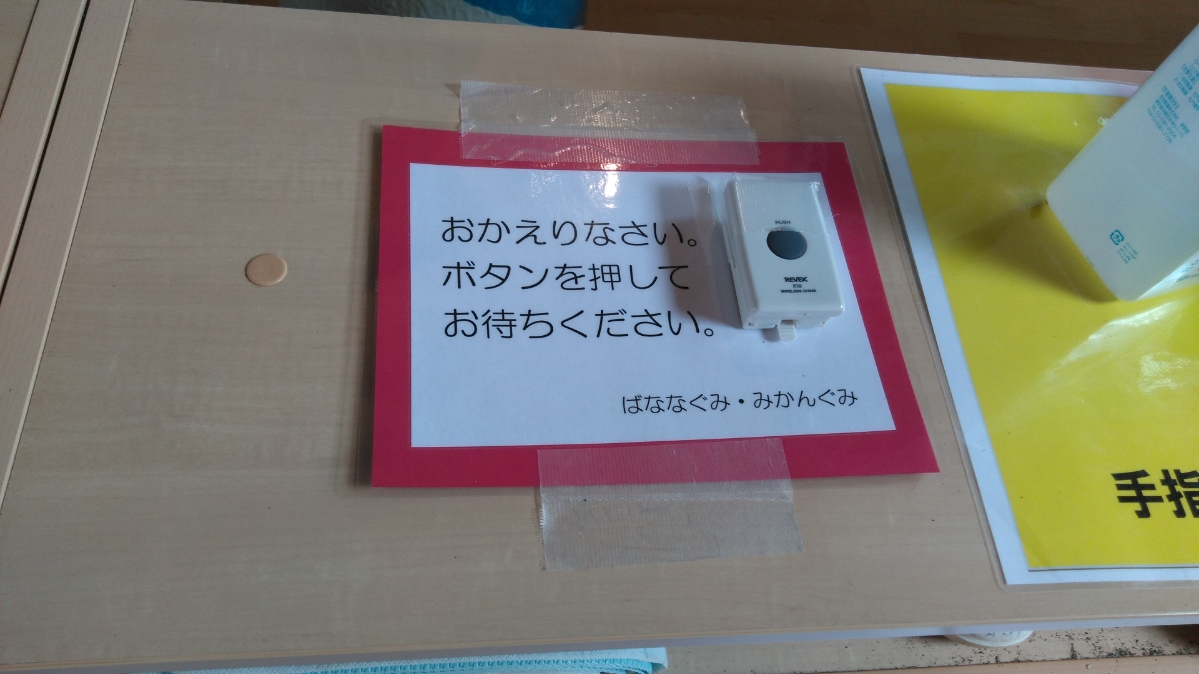 おかえりなさい。
ボタンを押して
お待ちください。
ばななぐみ・みかんぐみ
PUSH
REVEX
X10
手指